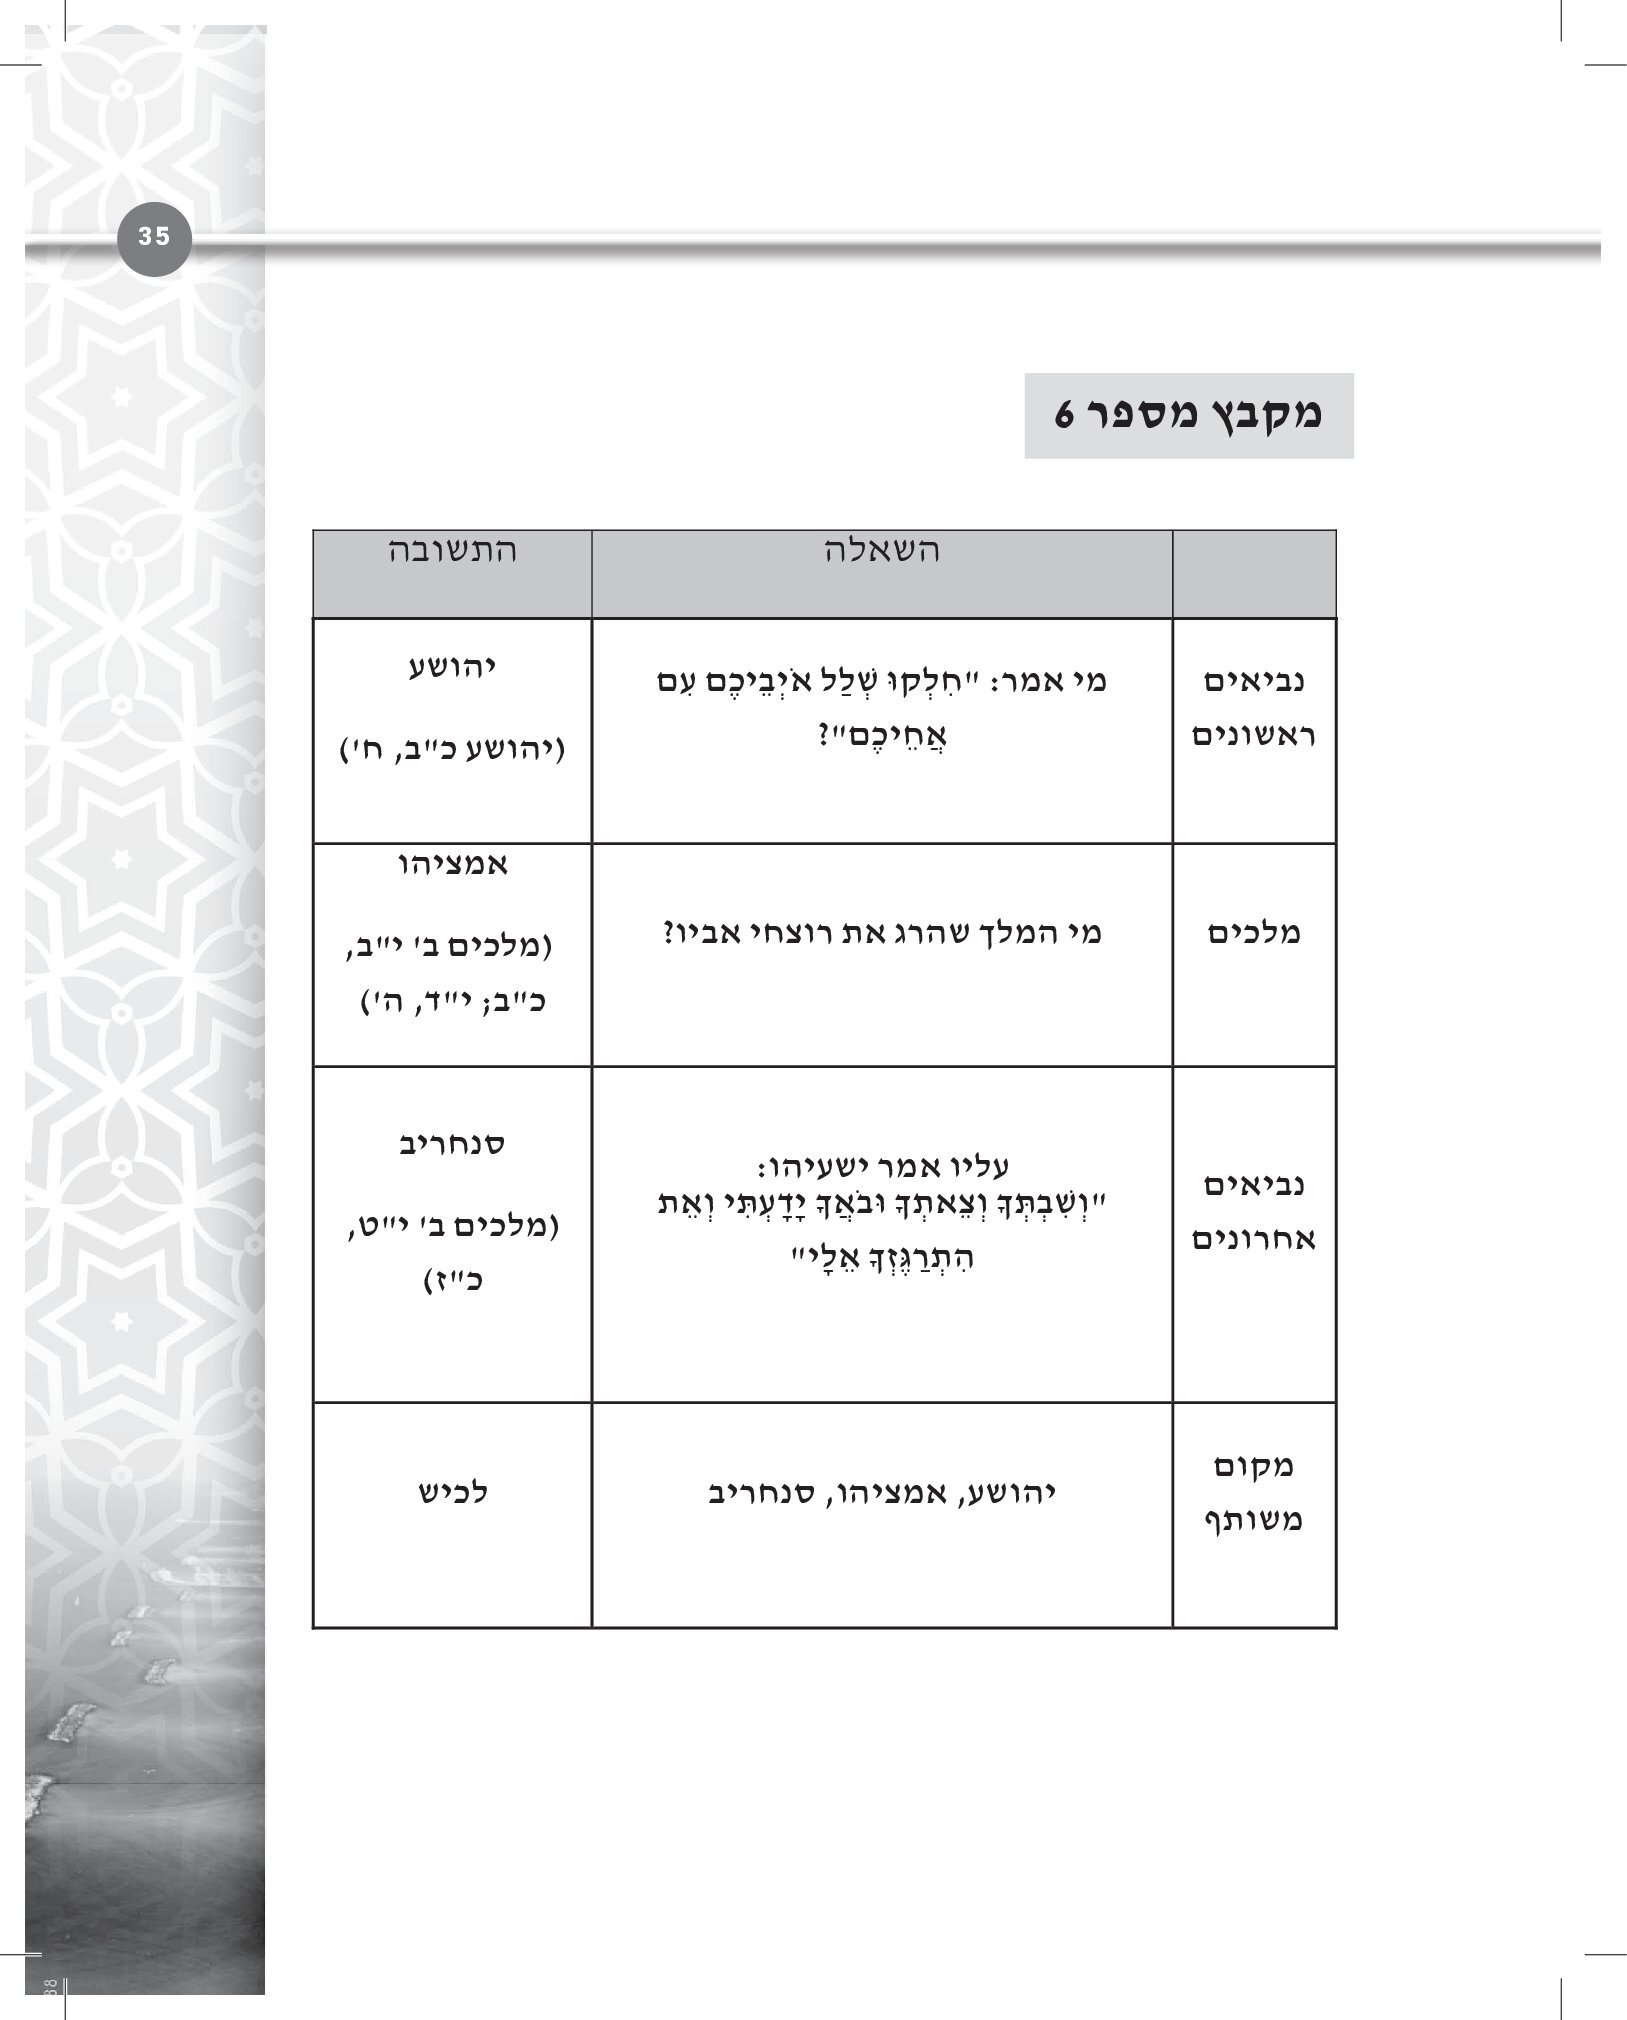 35
מקבץ מספר 6
השאלה
התשובה
נביאים
ראשונים
מי אמר: "חִלְקוּ שְׁלַל אֹיְבֵיכֶם עִם
אֲחֵיכֶם"?
יהושע
(יהושע כ"ב, ח')
מלכים
מי המלך שהרג את רוצחי אביו?
אמציהו
(מלכים ב' י"ב,
כ"ב; י"ד, ה')
נביאים
אחרונים
עליו אמר ישעיהו:
"וְשִׁבְתְּךָ וְצֵאתְךָ וּבֹאֲךָ יָדָעְתִּי וְאֵת
הִתְרַגֶּזְךָ אֵלָי"
סנחריב
(מלכים ב' י"ט,
כ"ז)
מקום
משותף
יהושע, אמציהו, סנחריב
לכיש